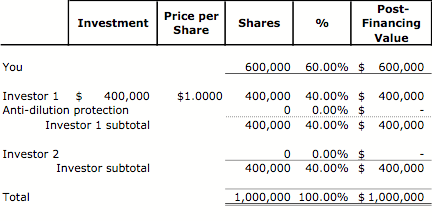 Investment Price per Share Shares % Post-Financing Value
You 600,000 60.00% $ 600,000
Investor 1 $ 400,000 $1.0000 400,000 40.00% $ 400,000
Anti-dilution protection 0 0.00% $ -
Investor 1 subtotal 400,000 40.00% $ 400,000
Investor 2 0 0.00% $ -
Investor subtotal 400,000 40.00% $ 400,000
Total 1,000,000 100.00% $ 1,000,000